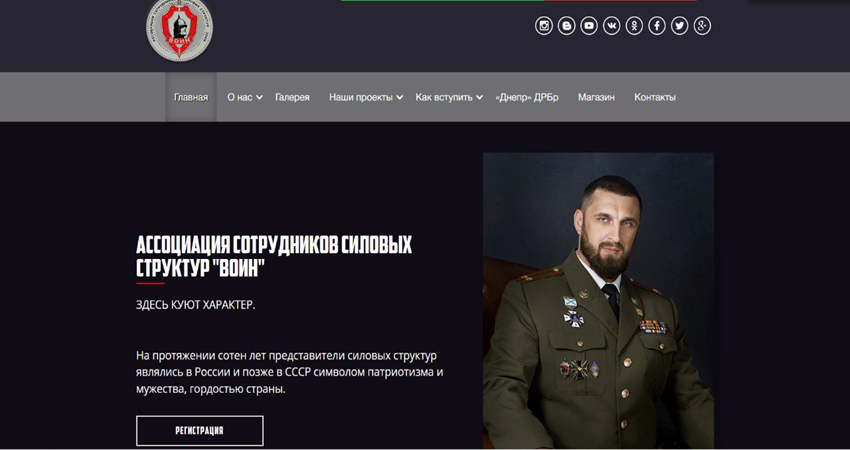 ВОИН
Главная
О нас
Галерея
Наши проекты
Как вступить
«Днепр» ДРБр
Магазин
Контакты
АССОЦИАЦИЯ СОТРУДНИКОВ СИЛОВЫХ
СТРУКТУР "ВОИН"
ЗДЕСЬ КУЮТ ХАРАКТЕР.
На протяжении сотен лет представители силовых структур
являлись в России и позже в СССР символом патриотизма и
мужества, гордостью страны.
РЕГИСТРАЦИЯ